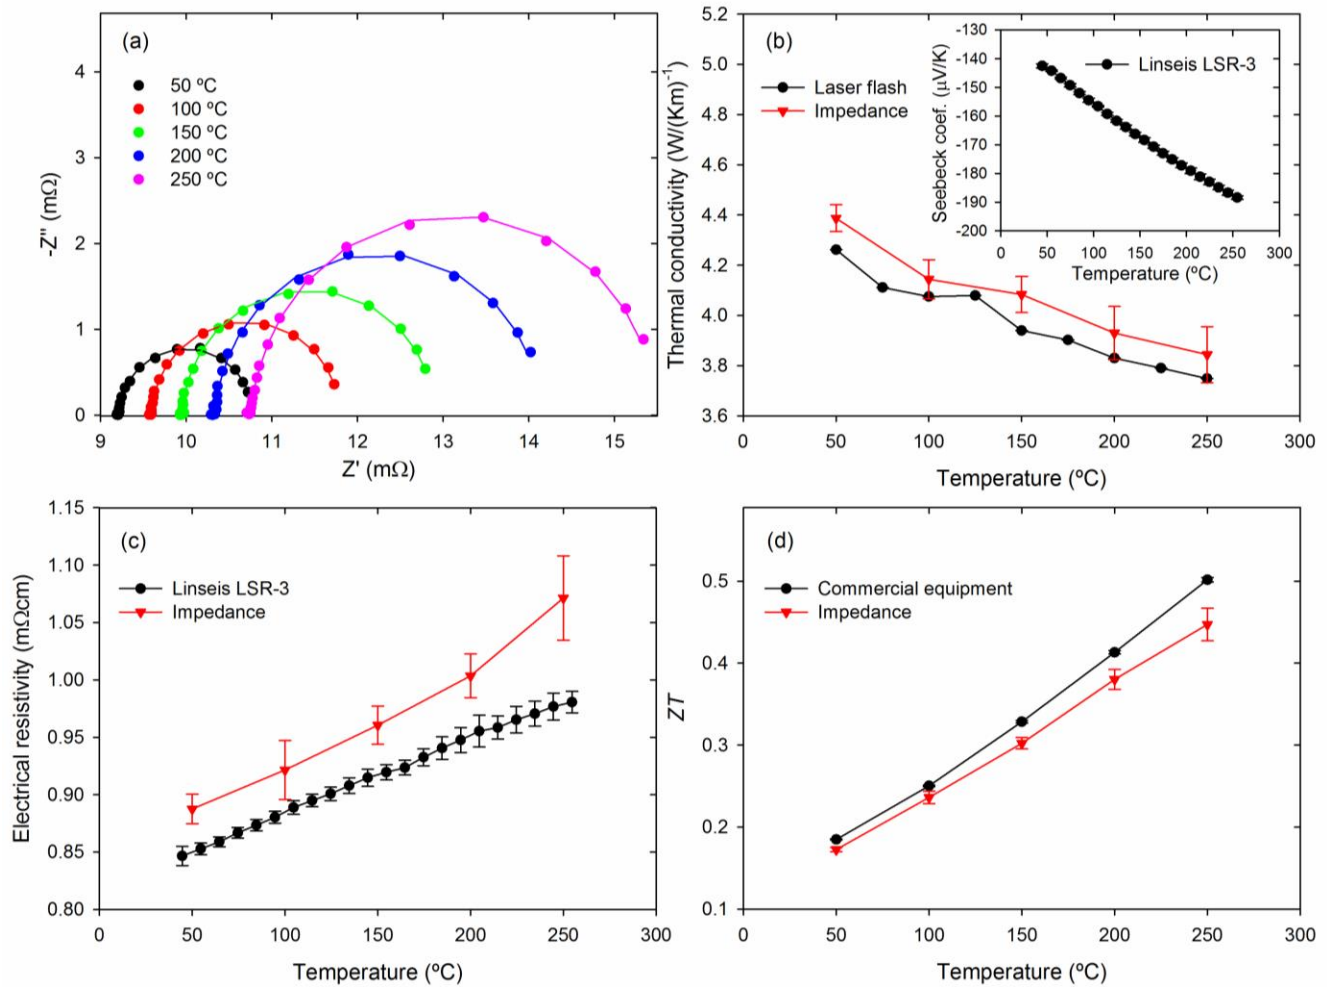 (a)
50 ºC
100 ºC
150 ºC
200 ºC
250 ºC
-Z'' (mΩ)
4
3
2
1
0
9 10 11 12 13 14 15
Z' (mΩ)
(b)
Laser flash
Impedance
Thermal conductivity (W/(Km)-1)
5.2
5.0
4.8
4.6
4.4
4.2
4.0
3.8
3.6
0 50 100 150 200 250 300
Temperature (ºC)
Linseis LSR-3
Seebeck coef. (µV/K)
-130
-140
-150
-160
-170
-180
-190
-200
0 50 100 150 200 250 300
Temperature (ºC)
(c)
Linseis LSR-3
Impedance
Electrical resistivity (mΩcm)
1.15
1.10
1.05
1.00
0.95
0.90
0.85
0.80
0 50 100 150 200 250 300
Temperature (ºC)
(d)
Commercial equipment
Impedance
ZT
0.5
0.4
0.3
0.2
0.1
0 50 100 150 200 250 300
Temperature (ºC)